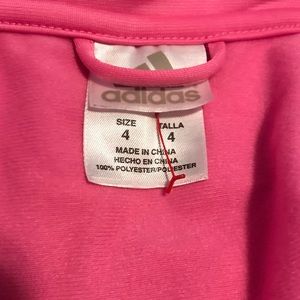 adidas
SIZE TALLA
4 4
MADE IN CHINA
HECHO EN CHINA
100% POLYESTER/POLIESTER